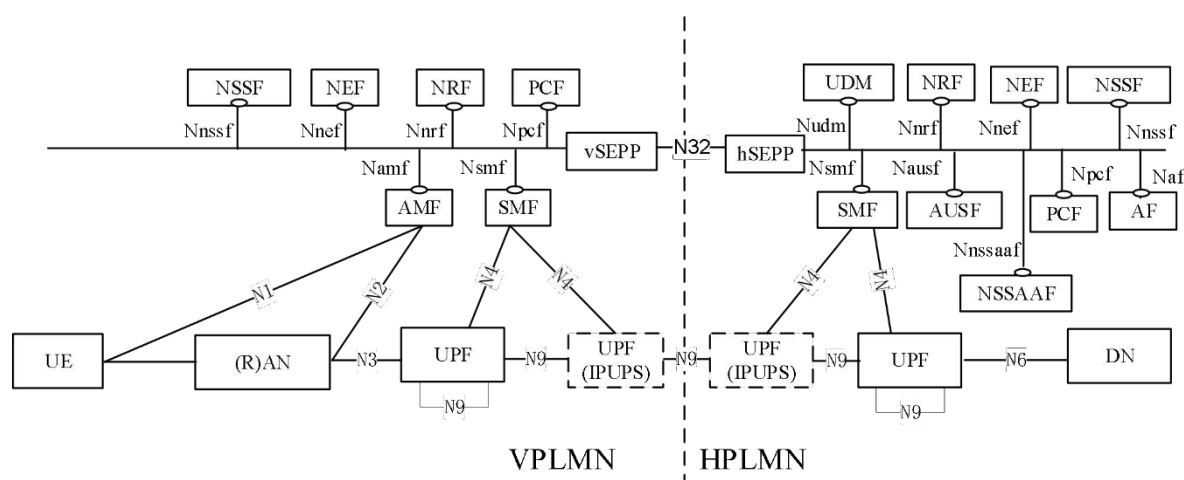 NSSF
NEF
NRF
PCF
UDM
NRF
NEF
NSSF
Nnssf
Nnef
Nnrf
Npcf
Nudm
Nnrf
Nnef
Nnssf
vSEPP
N32
hSEPP
Namf
Nsmf
Nsmf
Nausf
Npcf
Naf
AMF
SMF
SMF
AUSF
PCF
AF
Nnssaaf
NSSAAF
N1
N2
N4
N4
N4
N4
UE
(R)AN
N3
UPF
N9
UPF
(IPUPS)
N9
UPF
(IPUPS)
N9
UPF
N6
DN
N9
N9
VPLMN
HPLMN